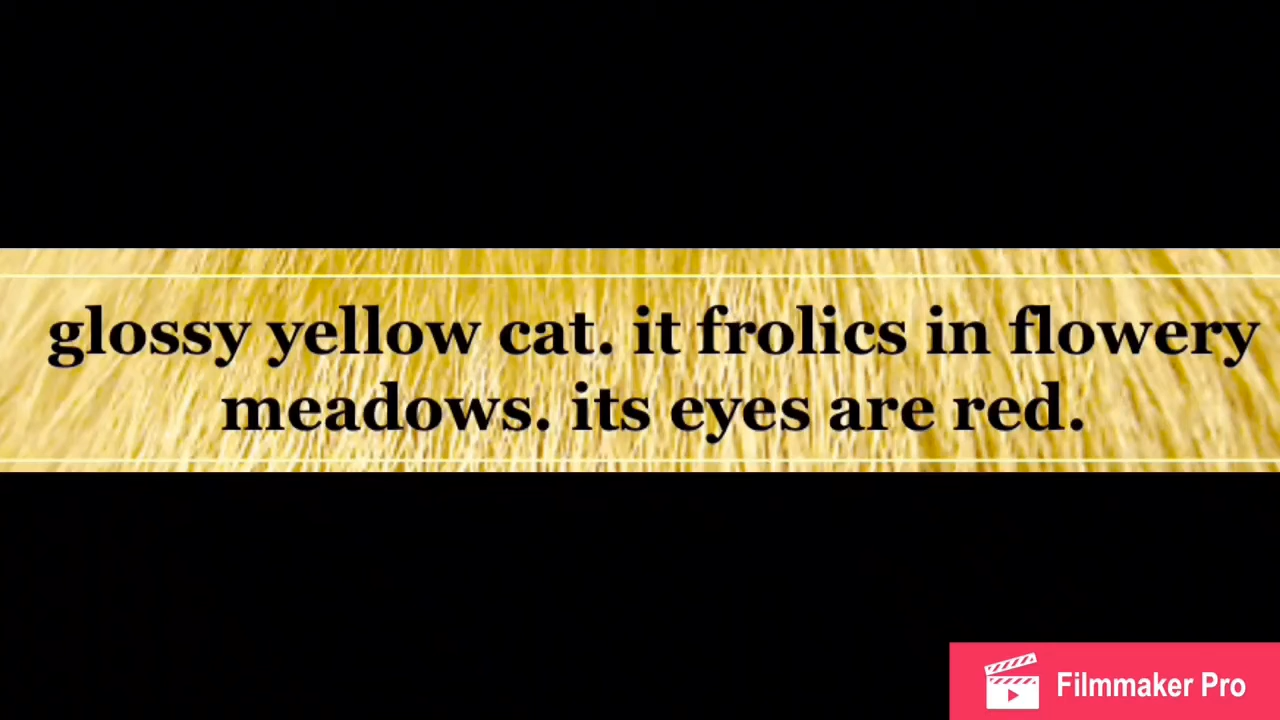 glossy yellow cat. it frolics in flowery
meadows. its eyes are red.
Filmmaker Pro